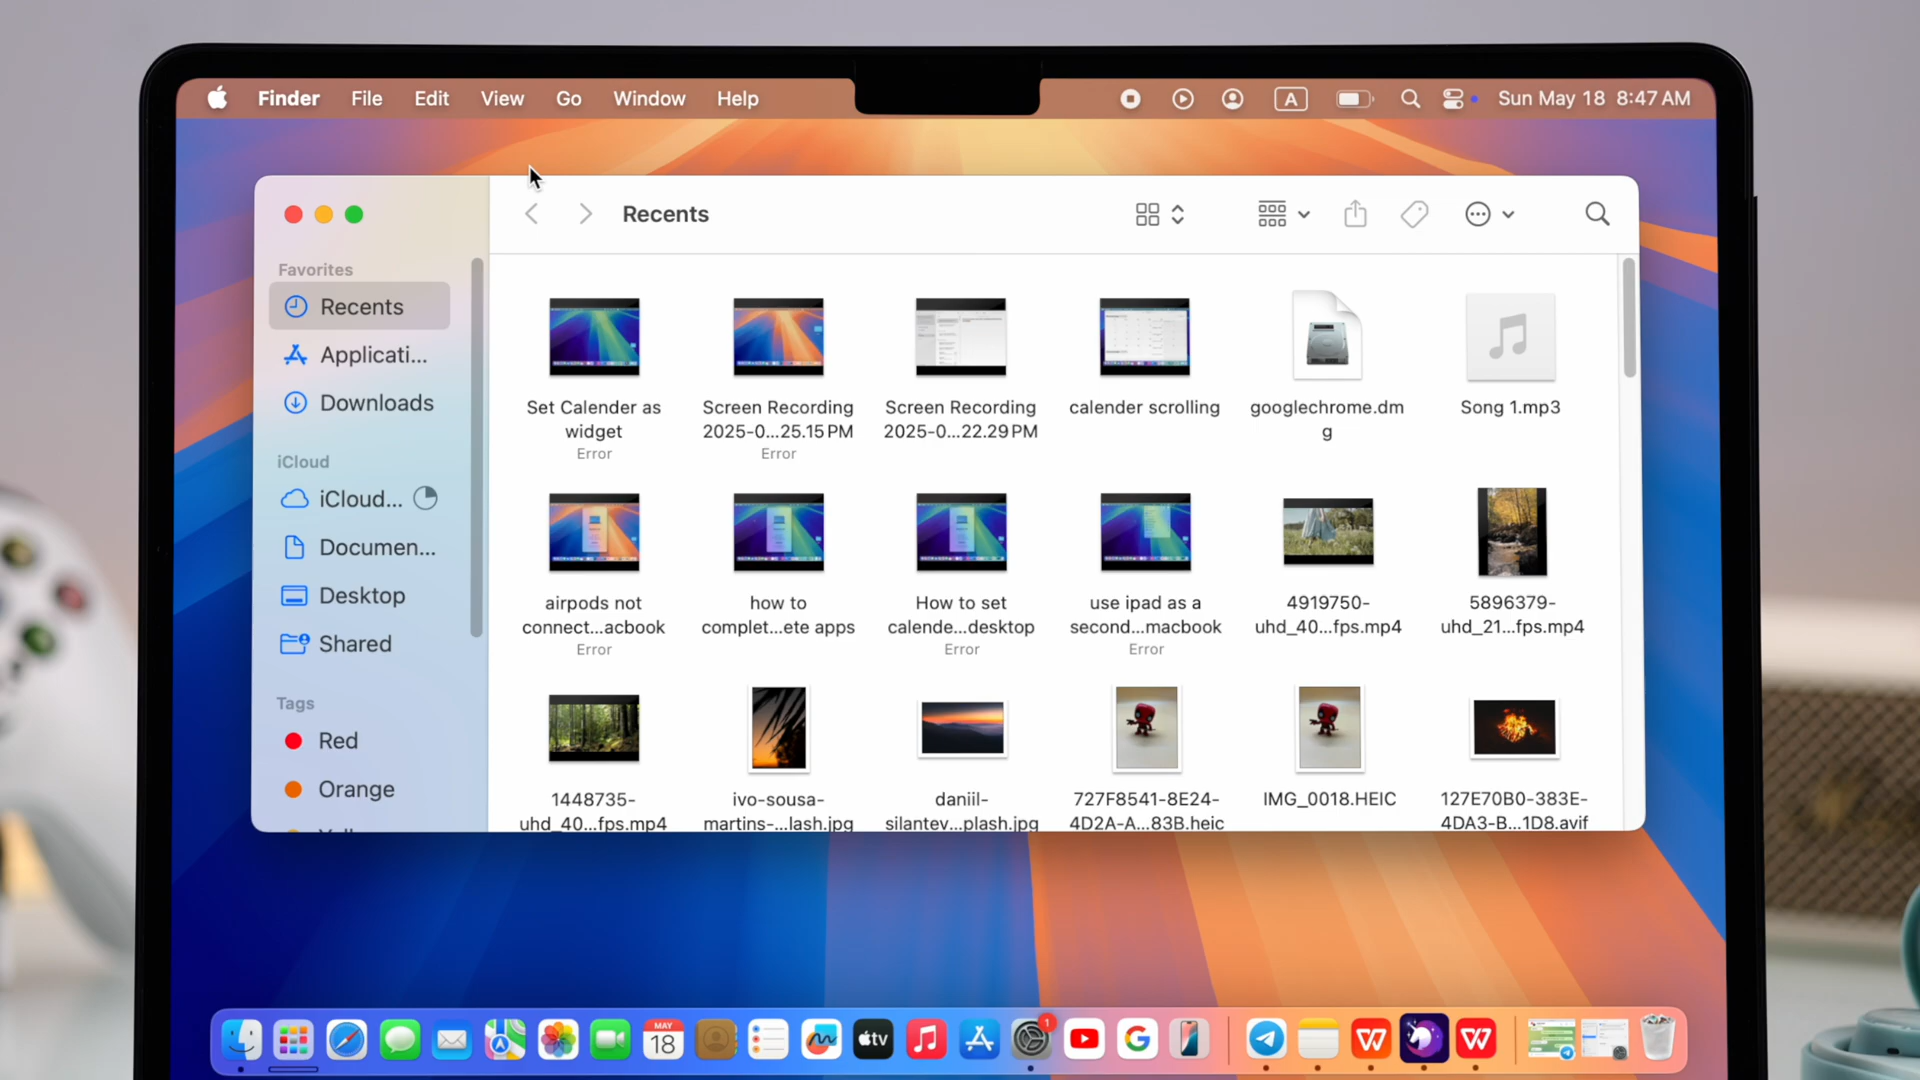 Finder File Edit View Go Window Help A Sun May 18 8:47 AM
Recents
Favorites
Recents
Applicati...
Downloads
iCloud
iCloud...
Documen...
Desktop
Shared
Tags
Red
Orange
Set Calender as
widget
Error
Screen Recording
2025-0...25.15 PM
Error
Screen Recording
2025-0...22.29 PM
calender scrolling
googlechrome.dm
g
Song 1.mp3
airpods not
connect...acbook
Error
how to
complet...ete apps
How to set
calende...desktop
Error
use ipad as a
second...macbook
Error
4919750-
uhd_40...fps.mp4
5896379-
uhd_21...fps.mp4
1448735-
uhd_40...fps.mp4
ivo-sousa-
martins-...lash.jpg
daniil-
silantev...plash.jpg
727F8541-8E24-
4D2A-A...83B.heic
IMG_0018.HEIC
127E70B0-383E-
4DA3-B...1D8.avif
MAY
18
tv
1
G
W
W